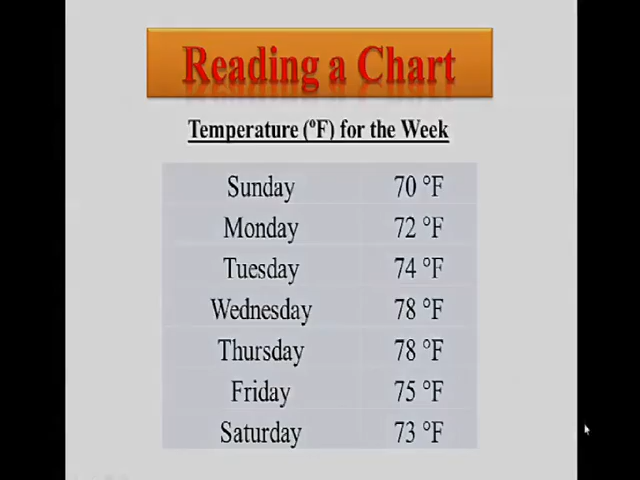 Reading a Chart
Temperature (ºF) for the Week
Sunday 70 °F
Monday 72 °F
Tuesday 74 °F
Wednesday 78 °F
Thursday 78 °F
Friday 75 °F
Saturday 73 °F